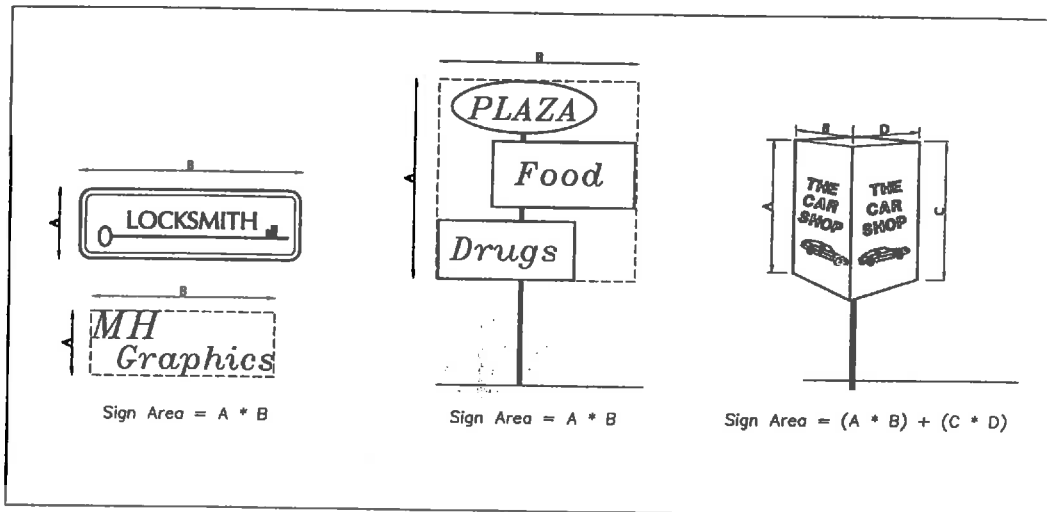 B
A
LOCKSMITH
B
A
MH
Graphics
Sign Area = A * B
B
A
PLAZA
Food
Drugs
Sign Area = A * B
B
D
A
C
THE
CAR
SHOP
THE
CAR
SHOP
Sign Area = (A * B) + (C * D)